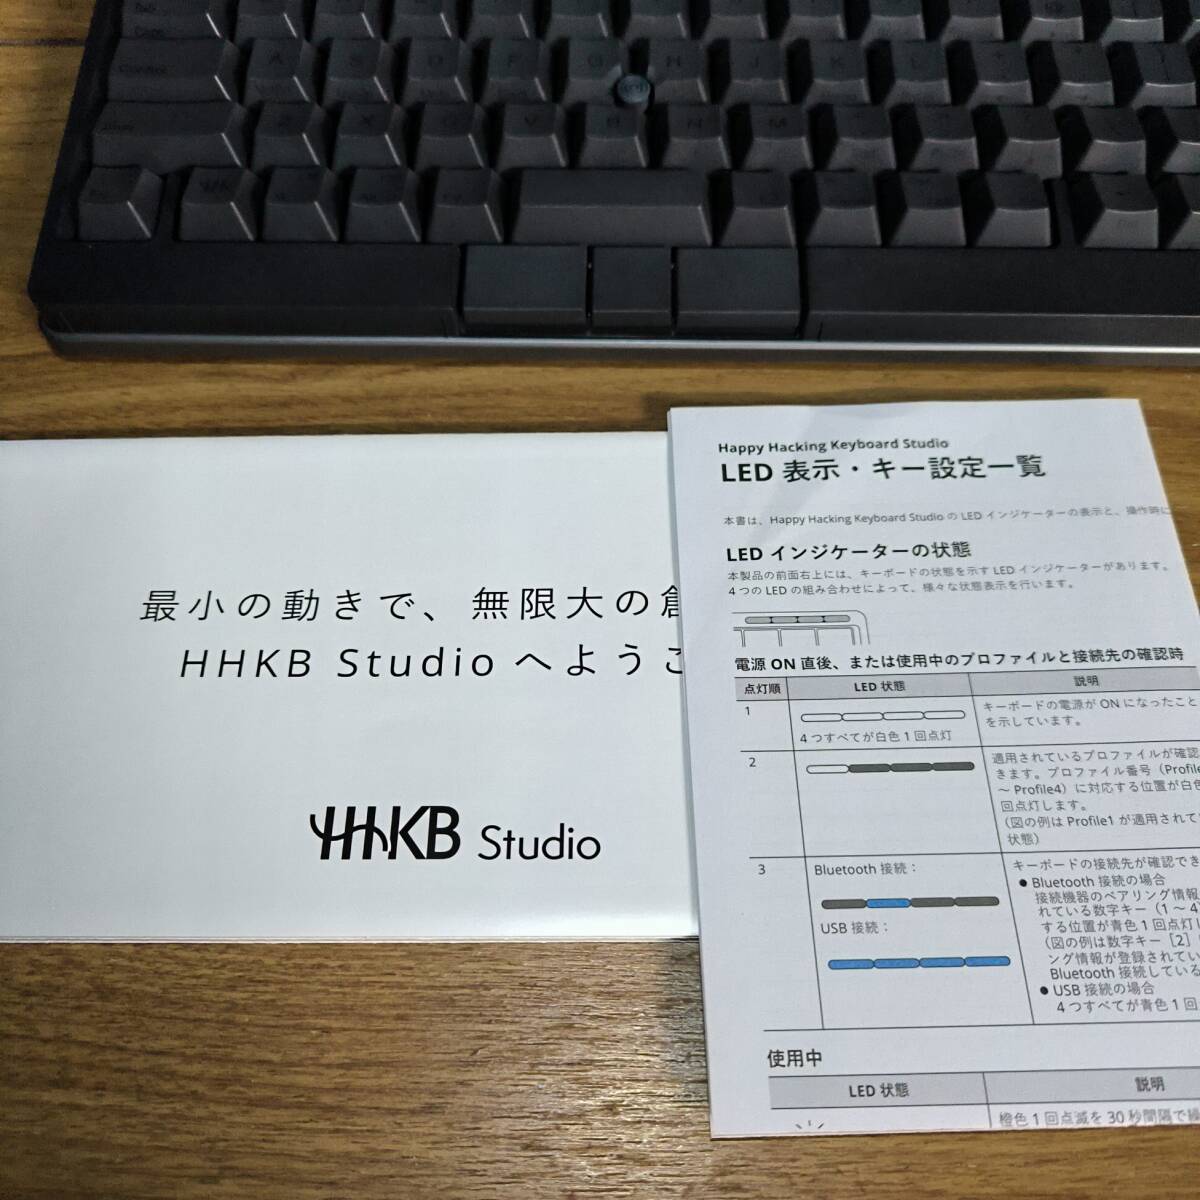 Tab
Control
A
S
D
F
G
H
J
K
L
Z
X
C
V
B
N
M
最小の動きで、無限大の創
HHKB Studio へようこ
HHKB Studio
Happy Hacking Keyboard Studio
LED 表示・キー設定一覧
本書は、Happy Hacking Keyboard Studio の LED インジケーターの表示と、操作時に
LED インジケーターの状態
本製品の前面右上には、キーボードの状態を示す LED インジケーターがあります。
4 つの LED の組み合わせによって、様々な状態表示を行います。
電源 ON 直後、または使用中のプロファイルと接続先の確認時
点灯順 LED 状態 説明
1
4 つすべてが白色 1 回点灯
キーボードの電源が ON になったこと
を示しています。
2
適用されているプロファイルが確認
きます。プロファイル番号（Profile
～ Profile4）に対応する位置が白色
回点灯します。
（図の例は Profile1 が適用されて
状態）
3
Bluetooth 接続：
USB 接続：
キーボードの接続先が確認でき
● Bluetooth 接続の場合
接続機器のペアリング情報
れている数字キー（1 ～ 4
する位置が青色 1 回点灯し
（図の例は数字キー［2］
ング情報が登録されてい
Bluetooth 接続している
● USB 接続の場合
4 つすべてが青色 1 回
使用中
LED 状態 説明
橙色 1 回点滅を 30 秒間隔で繰